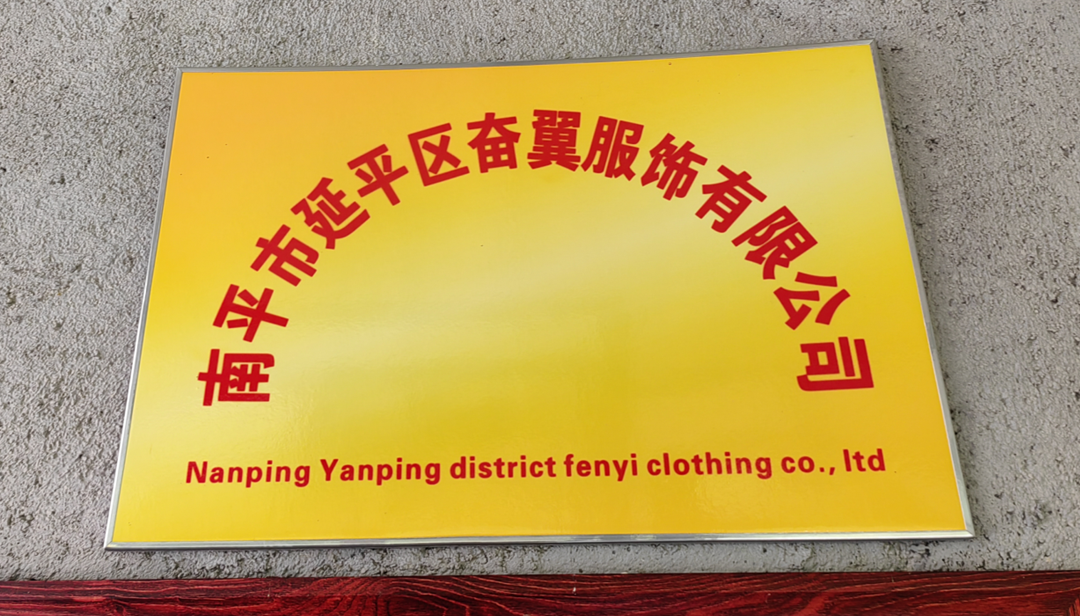 南平市延平区奋翼服饰有限公司
Nanping Yanping district fenyi clothing co., ltd